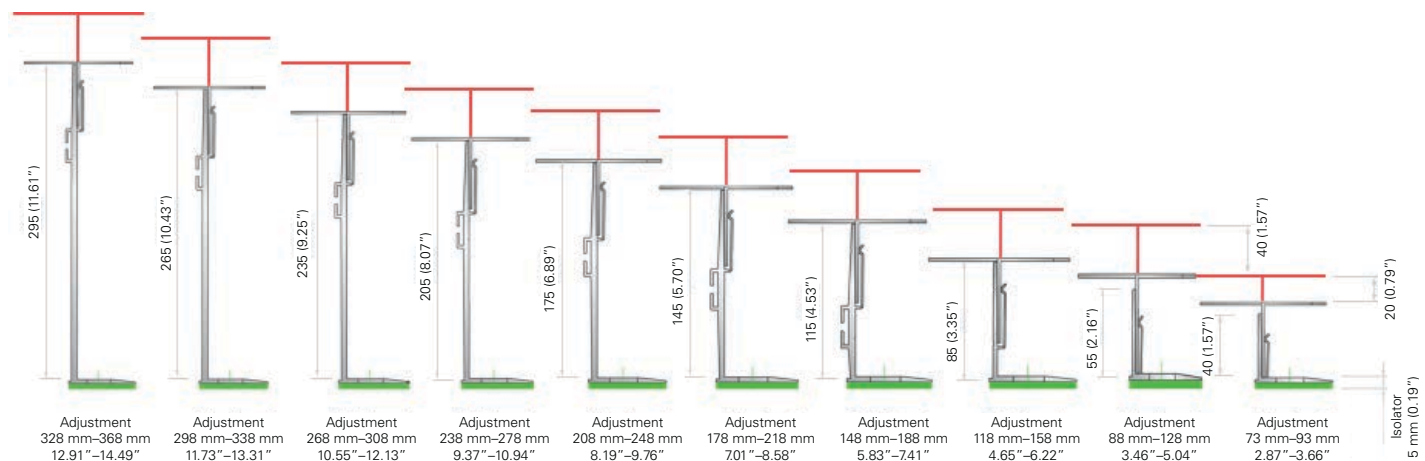 295 (11.61”)
265 (10.43”)
235 (9.25”)
205 (8.07”)
175 (6.89”)
145 (5.70”)
115 (4.53”)
85 (3.35”)
55 (2.16”)
40 (1.57”)
40 (1.57”)
20 (0.79”)
Isolator
5 mm (0.19”)
Adjustment
328 mm–368 mm
12.91”–14.49”
Adjustment
298 mm–338 mm
11.73”–13.31”
Adjustment
268 mm–308 mm
10.55”–12.13”
Adjustment
238 mm–278 mm
9.37”–10.94”
Adjustment
208 mm–248 mm
8.19”–9.76”
Adjustment
178 mm–218 mm
7.01”–8.58”
Adjustment
148 mm–188 mm
5.83”–7.41”
Adjustment
118 mm–158 mm
4.65”–6.22”
Adjustment
88 mm–128 mm
3.46”–5.04”
Adjustment
73 mm–93 mm
2.87”–3.66”